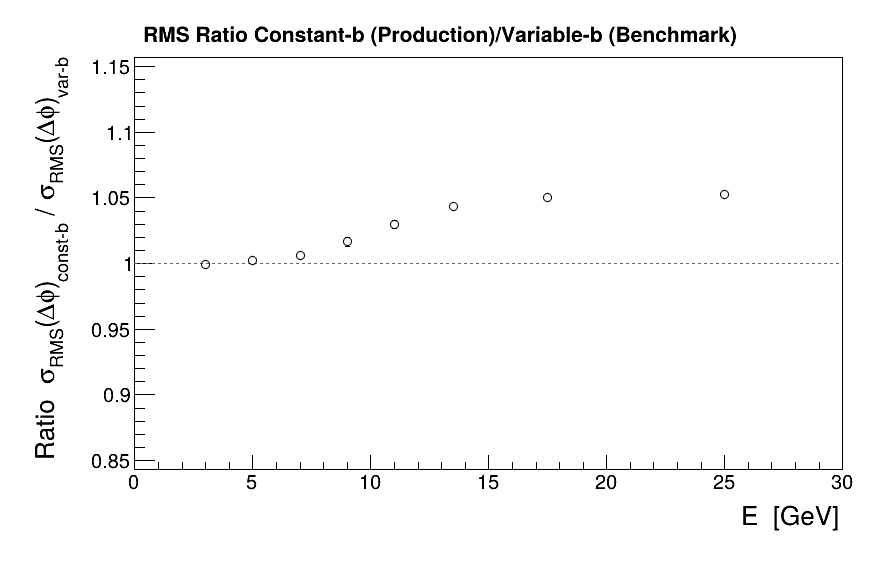 RMS Ratio Constant-b (Production)/Variable-b (Benchmark)
Ratio σRMS(Δϕ)const-b / σRMS(Δϕ)var-b
1.15
1.1
1.05
1
0.95
0.9
0.85
0 5 10 15 20 25 30
E [GeV]